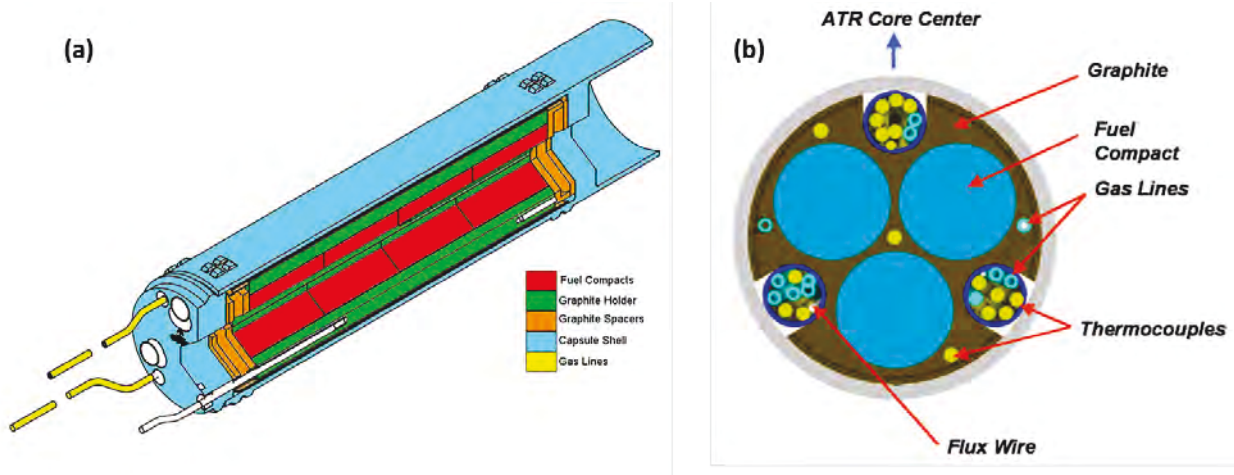 (a)
Fuel Compacts
Graphite Holder
Graphite Spacers
Capsule Shell
Gas Lines
(b)
ATR Core Center
Graphite
Fuel
Compact
Gas Lines
Thermocouples
Flux Wire